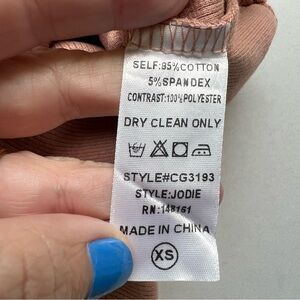 SELF:95%COTTON
5%SPANDEX
CONTRAST:100%POLYESTER
DRY CLEAN ONLY
STYLE#CG3193
STYLE:JODIE
RN:148161
MADE IN CHINA
XS